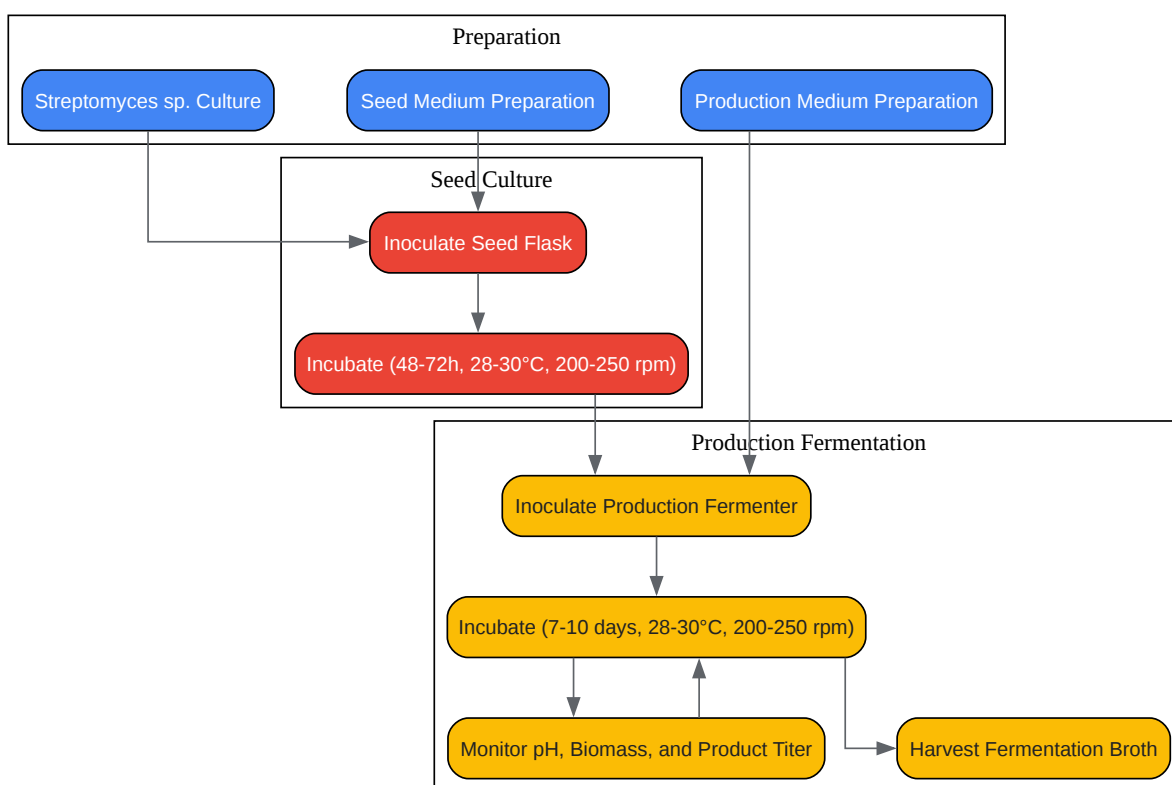 Preparation
Streptomyces sp. Culture
Seed Medium Preparation
Production Medium Preparation
Seed Culture
Inoculate Seed Flask
Incubate (48-72h, 28-30°C, 200-250 rpm)
Production Fermentation
Inoculate Production Fermenter
Incubate (7-10 days, 28-30°C, 200-250 rpm)
Monitor pH, Biomass, and Product Titer
Harvest Fermentation Broth